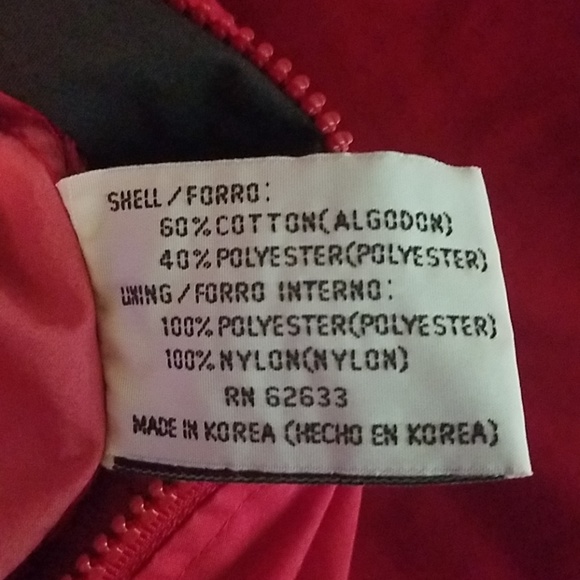 SHELL/FORRO:
60%COTTON(ALGODON)
40%POLYESTER(POLYESTER)
LINING/FORRO INTERNO:
100%POLYESTER(POLYESTER)
100%NYLON(NYLON)
RN 62633
MADE IN KOREA (HECHO EN KOREA)